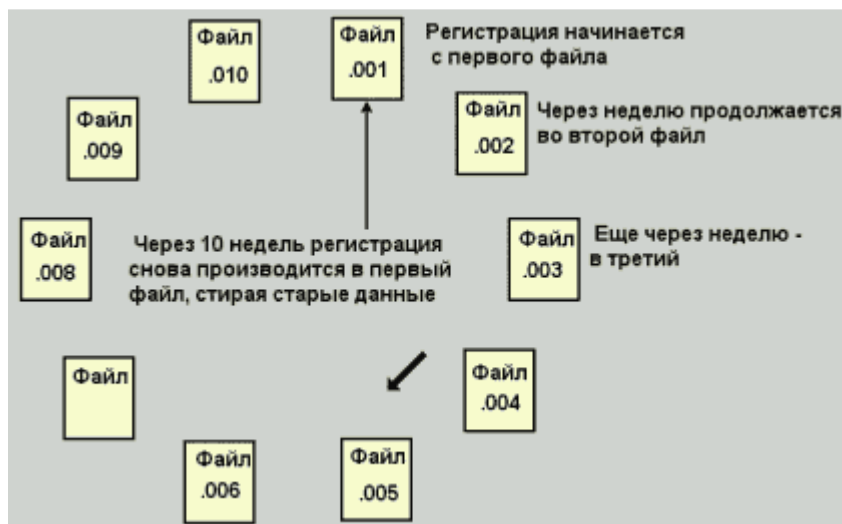 Файл
.010
Файл
.001
Регистрация начинается
с первого файла
Файл
.002
Через неделю продолжается
во второй файл
Файл
.009
Файл
.003
Еще через неделю -
в третий
Файл
.008
Через 10 недель регистрация
снова производится в первый
файл, стирая старые данные
Файл
Файл
.004
Файл
.006
Файл
.005